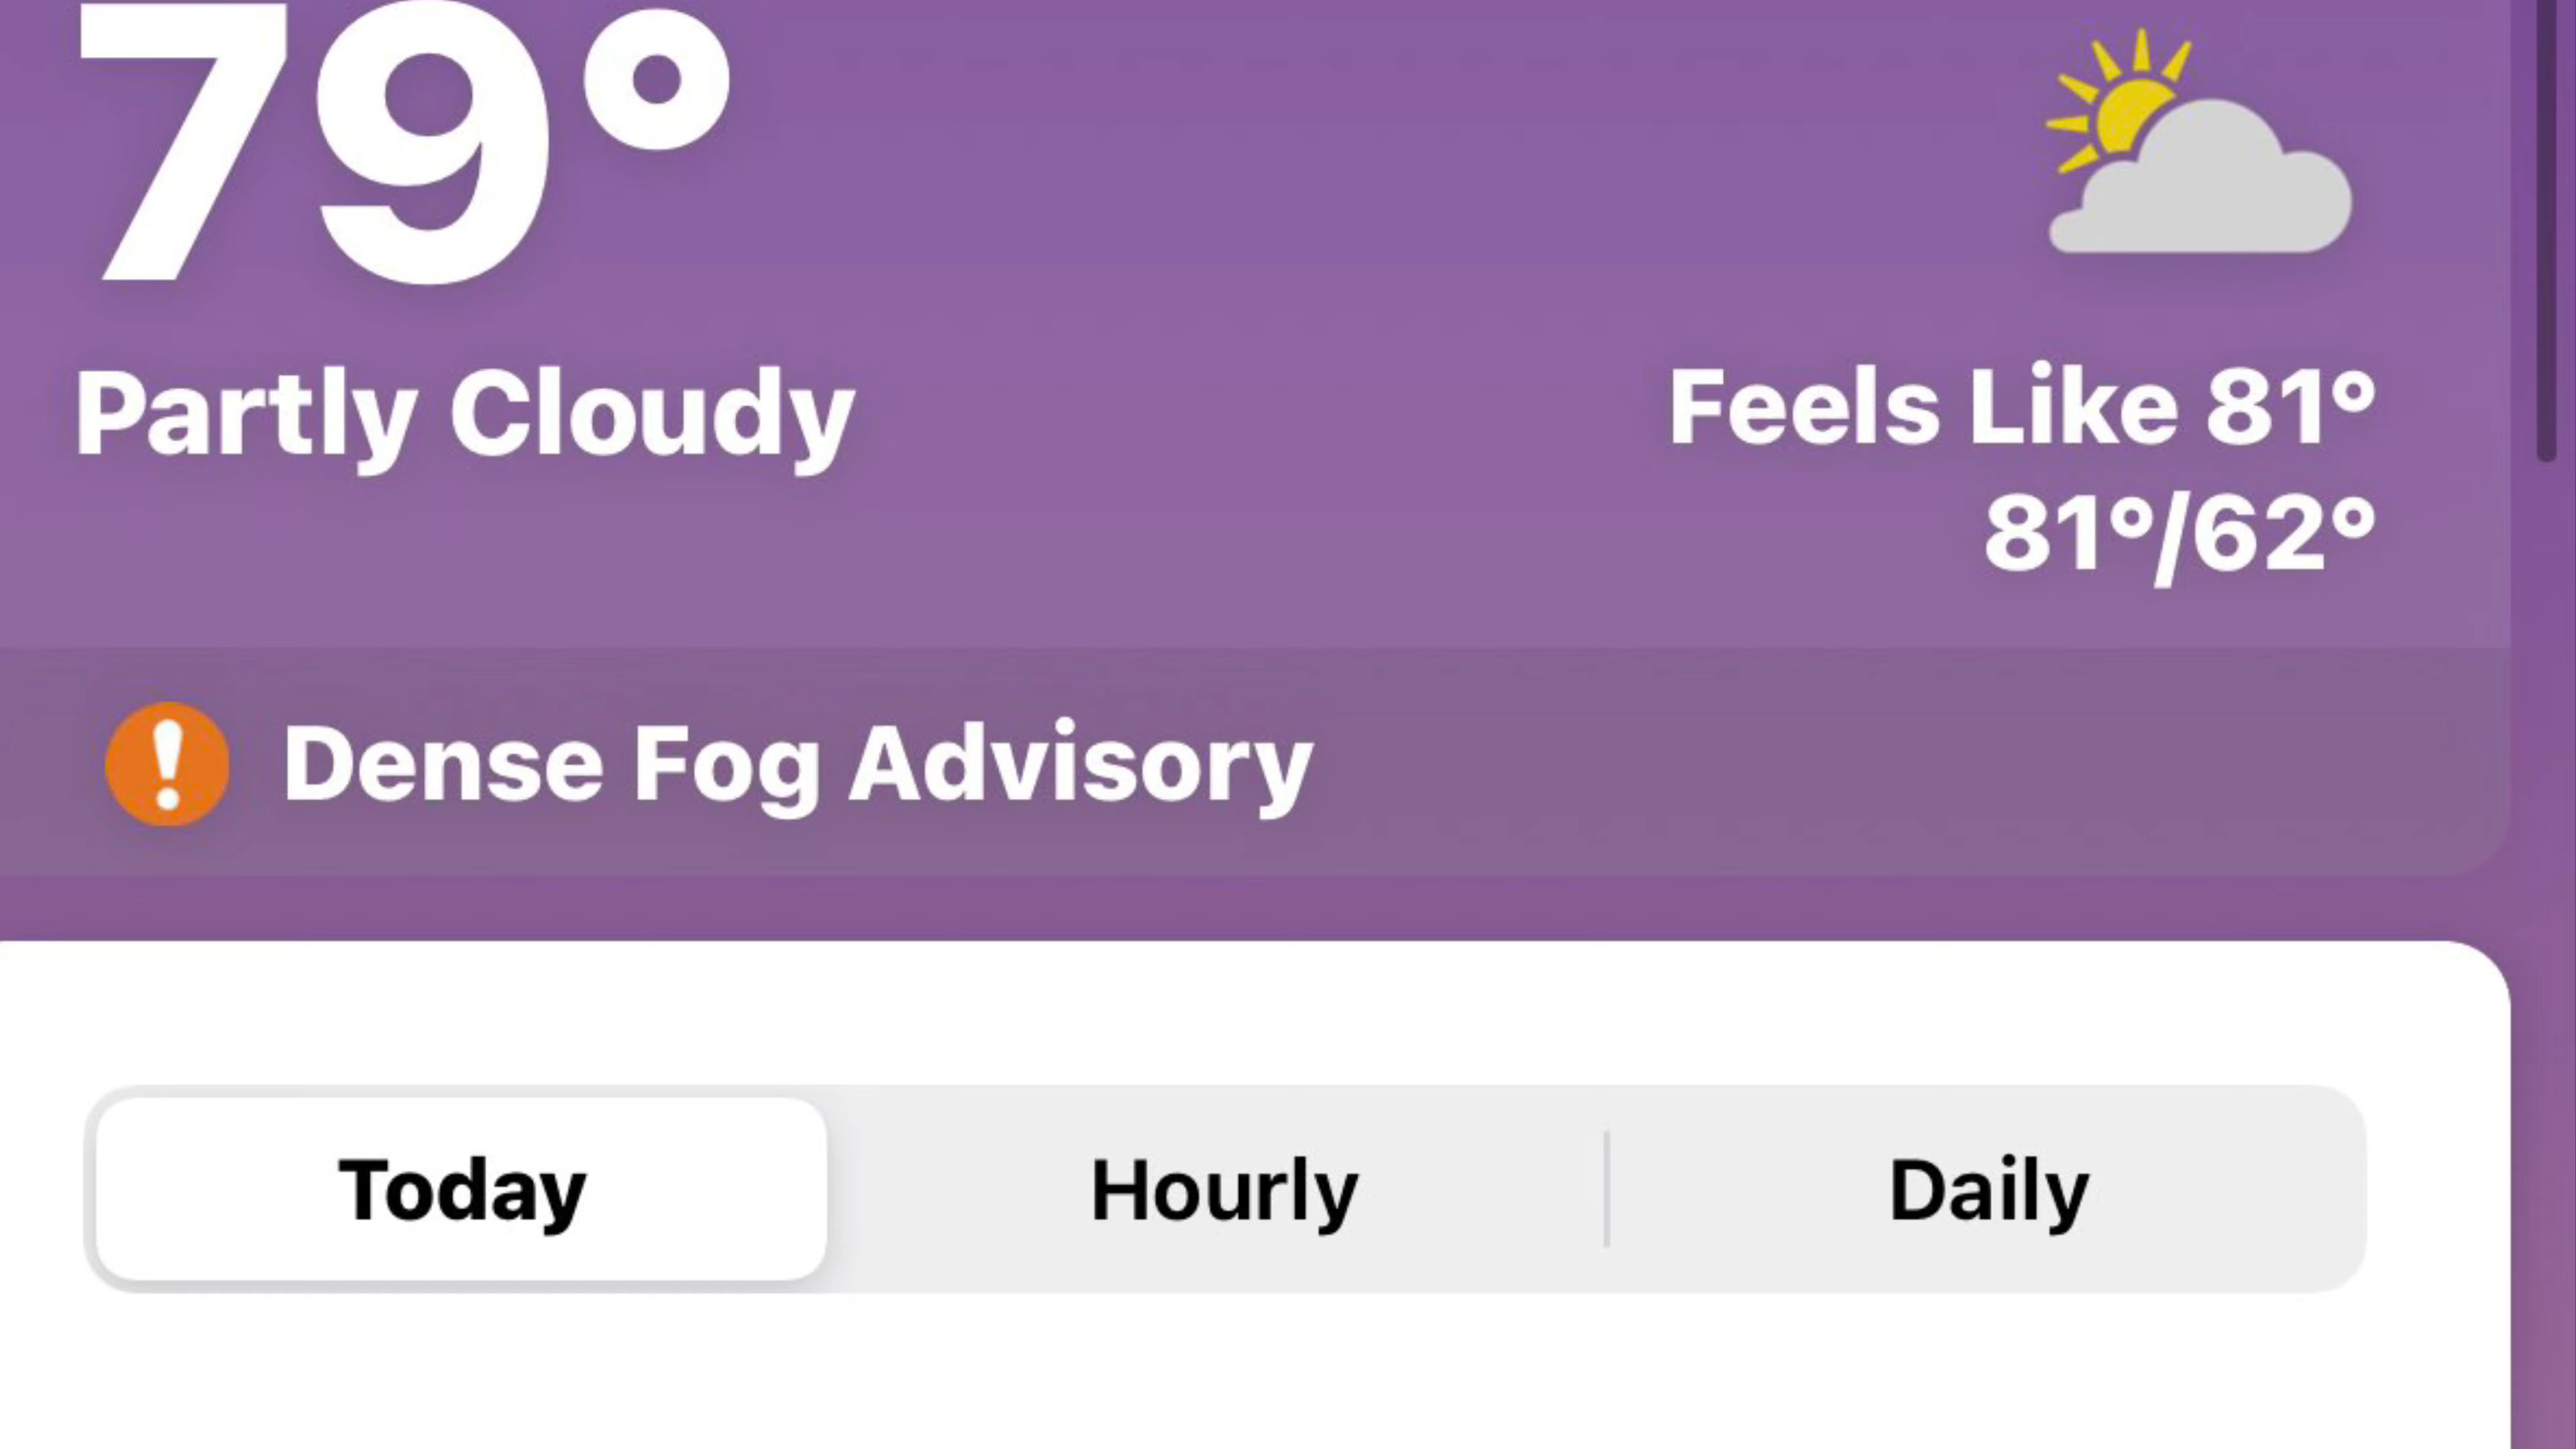 79°
Partly Cloudy
Feels Like 81°
81°/62°
Dense Fog Advisory
Today
Hourly
Daily